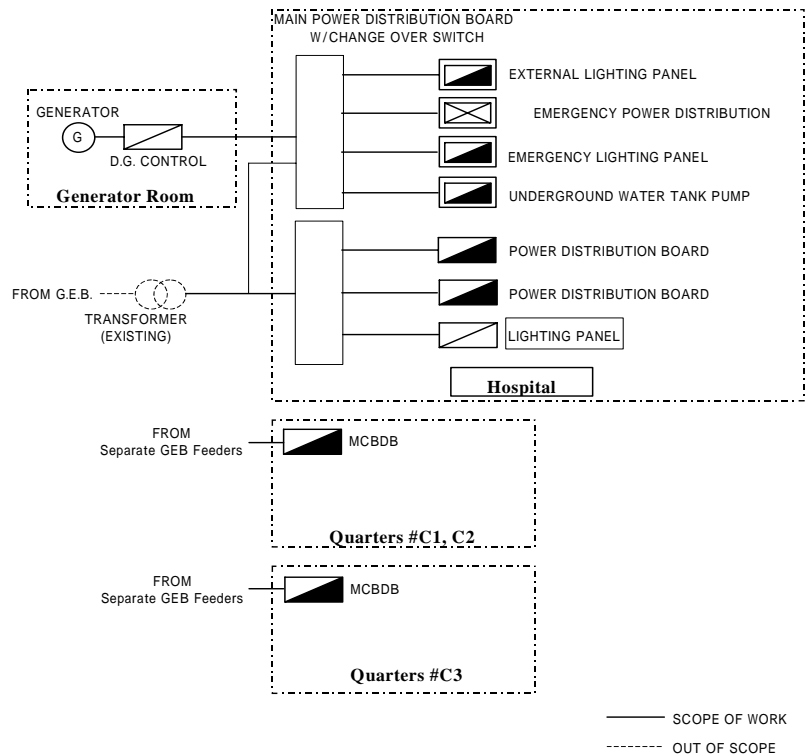 MAIN POWER DISTRIBUTION BOARD
W/CHANGE OVER SWITCH
EXTERNAL LIGHTING PANEL
GENERATOR
G
EMERGENCY POWER DISTRIBUTION
D.G. CONTROL
EMERGENCY LIGHTING PANEL
Generator Room
UNDERGROUND WATER TANK PUMP
POWER DISTRIBUTION BOARD
FROM G.E.B.
POWER DISTRIBUTION BOARD
TRANSFORMER
(EXISTING)
LIGHTING PANEL
Hospital
FROM
Separate GEB Feeders
MCBDB
Quarters #C1, C2
FROM
Separate GEB Feeders
MCBDB
Quarters #C3
SCOPE OF WORK
OUT OF SCOPE